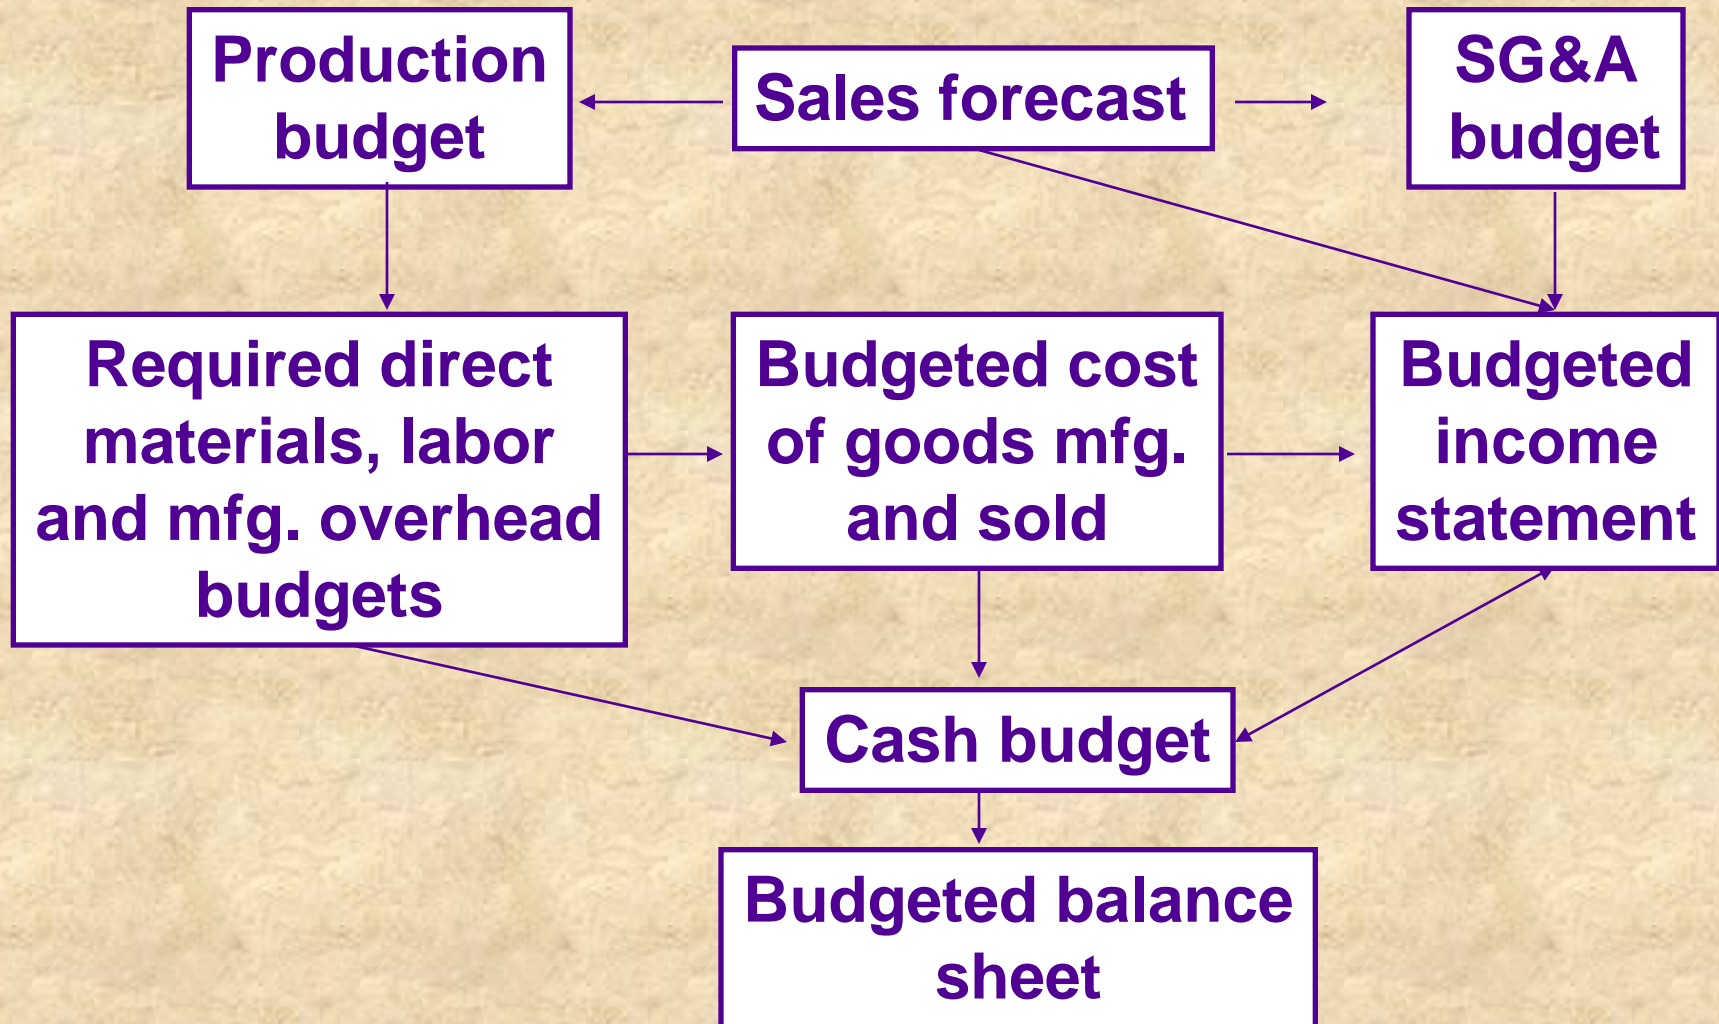 Production
budget
Sales forecast
SG&A
budget
Required direct
materials, labor
and mfg. overhead
budgets
Budgeted cost
of goods mfg.
and sold
Budgeted
income
statement
Cash budget
Budgeted balance
sheet